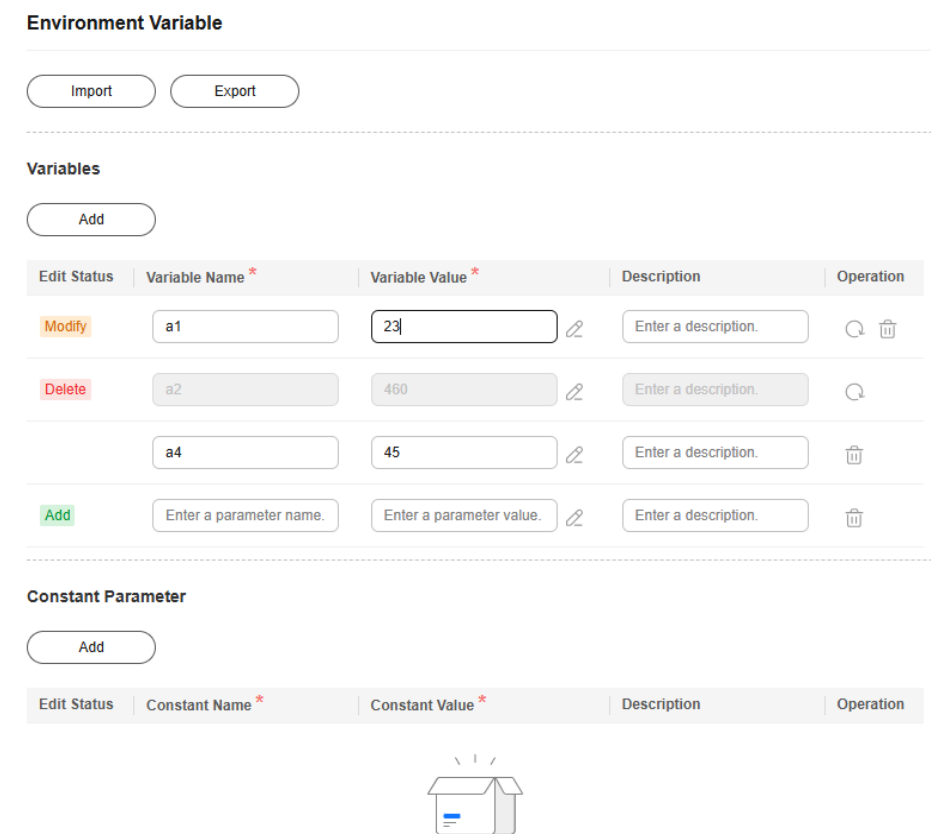 Environment Variable
Import Export
Variables
Add
Edit Status Variable Name * Variable Value * Description Operation
Modify a1 23 Enter a description.
Delete a2 460 Enter a description.
a4 45 Enter a description.
Add Enter a parameter name. Enter a parameter value. Enter a description.
Constant Parameter
Add
Edit Status Constant Name * Constant Value * Description Operation